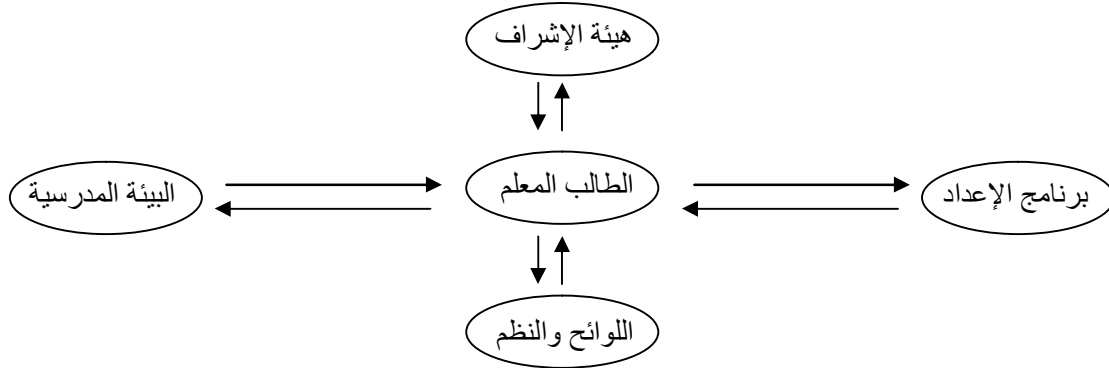 هيئة الإشراف
برنامج الإعداد
الطالب المعلم
البيئة المدرسية
اللوائح والنظم